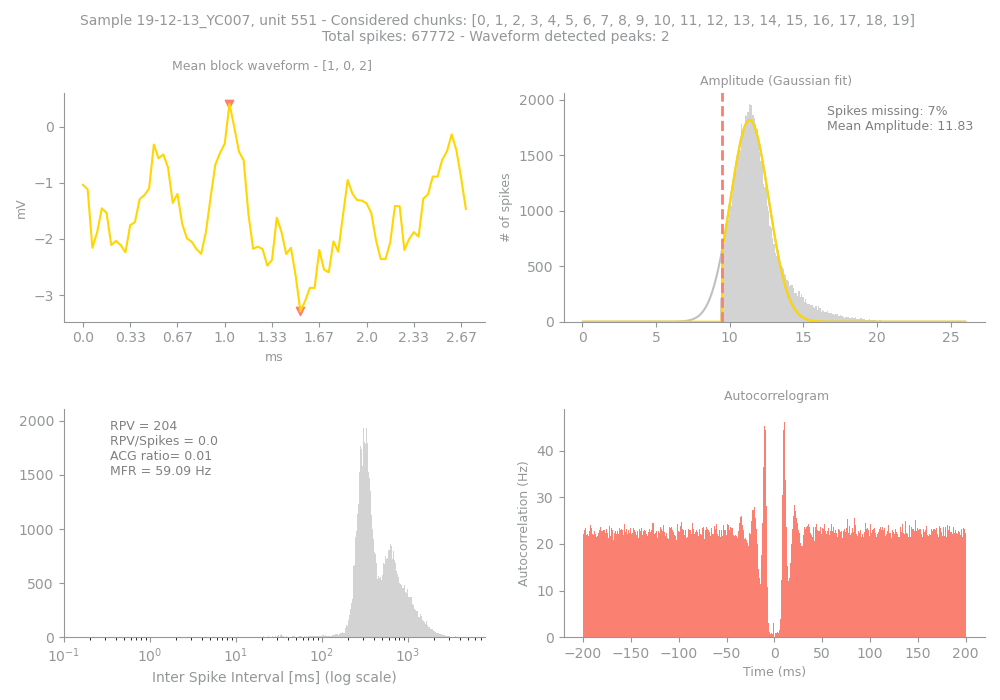 Sample 19-12-13_YC007, unit 551 - Considered chunks: [0, 1, 2, 3, 4, 5, 6, 7, 8, 9, 10, 11, 12, 13, 14, 15, 16, 17, 18, 19]
Total spikes: 67772 - Waveform detected peaks: 2
Mean block waveform - [1, 0, 2]
mV
0
−1
−2
−3
0.0 0.33 0.67 1.0 1.33 1.67 2.0 2.33 2.67
ms
Amplitude (Gaussian fit)
Spikes missing: 7%
Mean Amplitude: 11.83
# of spikes
2000
1500
1000
500
0
0 5 10 15 20 25
RPV = 204
RPV/Spikes = 0.0
ACG ratio= 0.01
MFR = 59.09 Hz
2000
1500
1000
500
0
10⁻¹ 10⁰ 10¹ 10² 10³
Inter Spike Interval [ms] (log scale)
Autocorrelogram
Autocorrelation (Hz)
40
30
20
10
0
−200 −150 −100 −50 0 50 100 150 200
Time (ms)